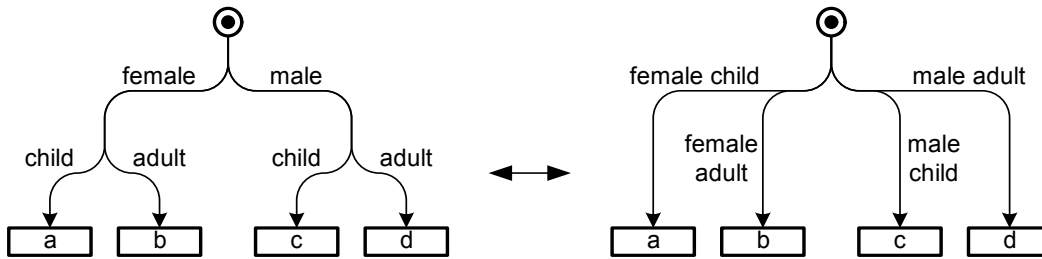 female male
child adult child adult
a b c d
female child male adult
female
adult
male
child
a b c d